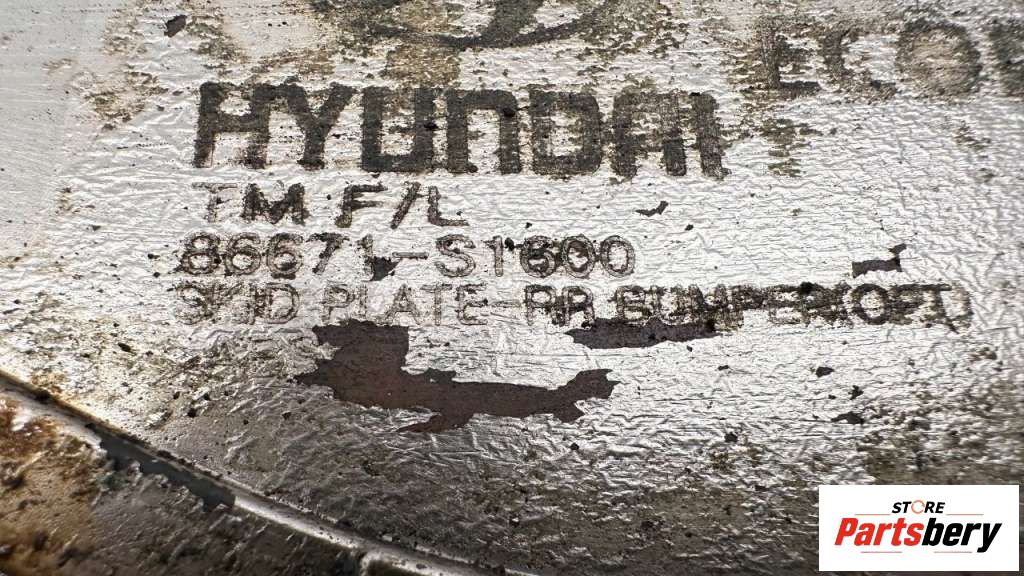 HYUNDAI
TM F/L
86671-S1600
SKID PLATE-RR BUMPER(OPT)
STORE
Partsbery